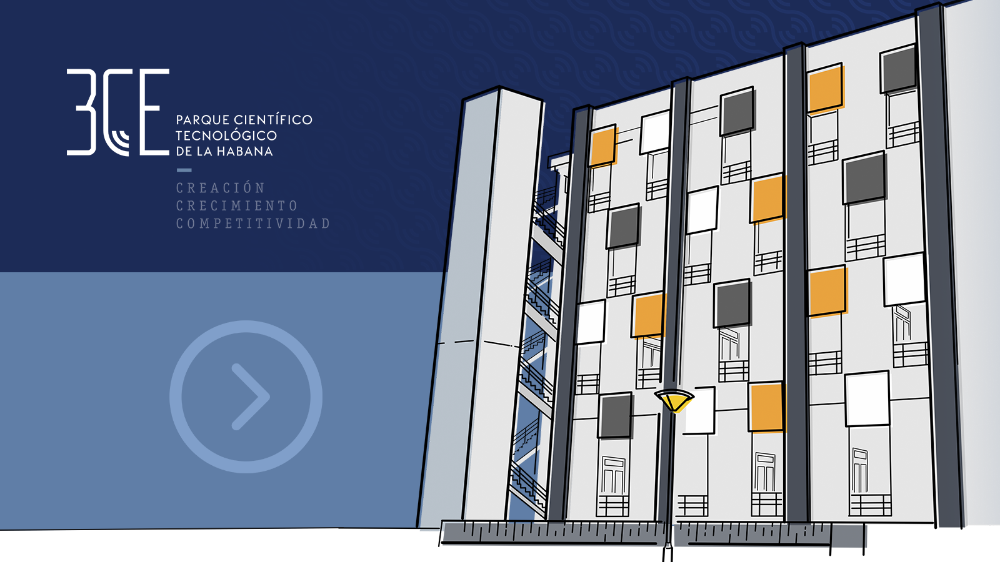 3CE
PARQUE CIENTÍFICO
TECNOLÓGICO
DE LA HABANA
CREACIÓN
CRECIMIENTO
COMPETITIVIDAD